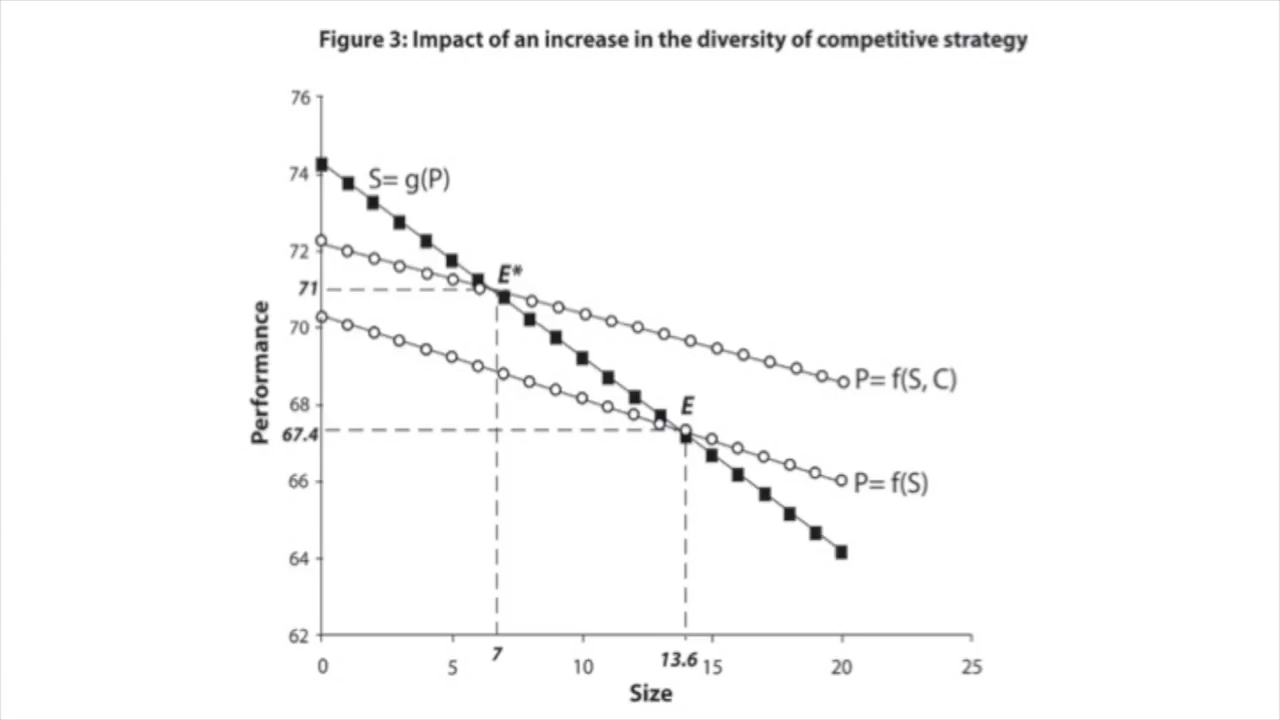 Figure 3: Impact of an increase in the diversity of competitive strategy
76
74
S= g(P)
72
E*
71
70
Performance
P= f(S, C)
68
E
67.4
66
P= f(S)
64
62
0 5 7 10 13.6 15 20 25
Size